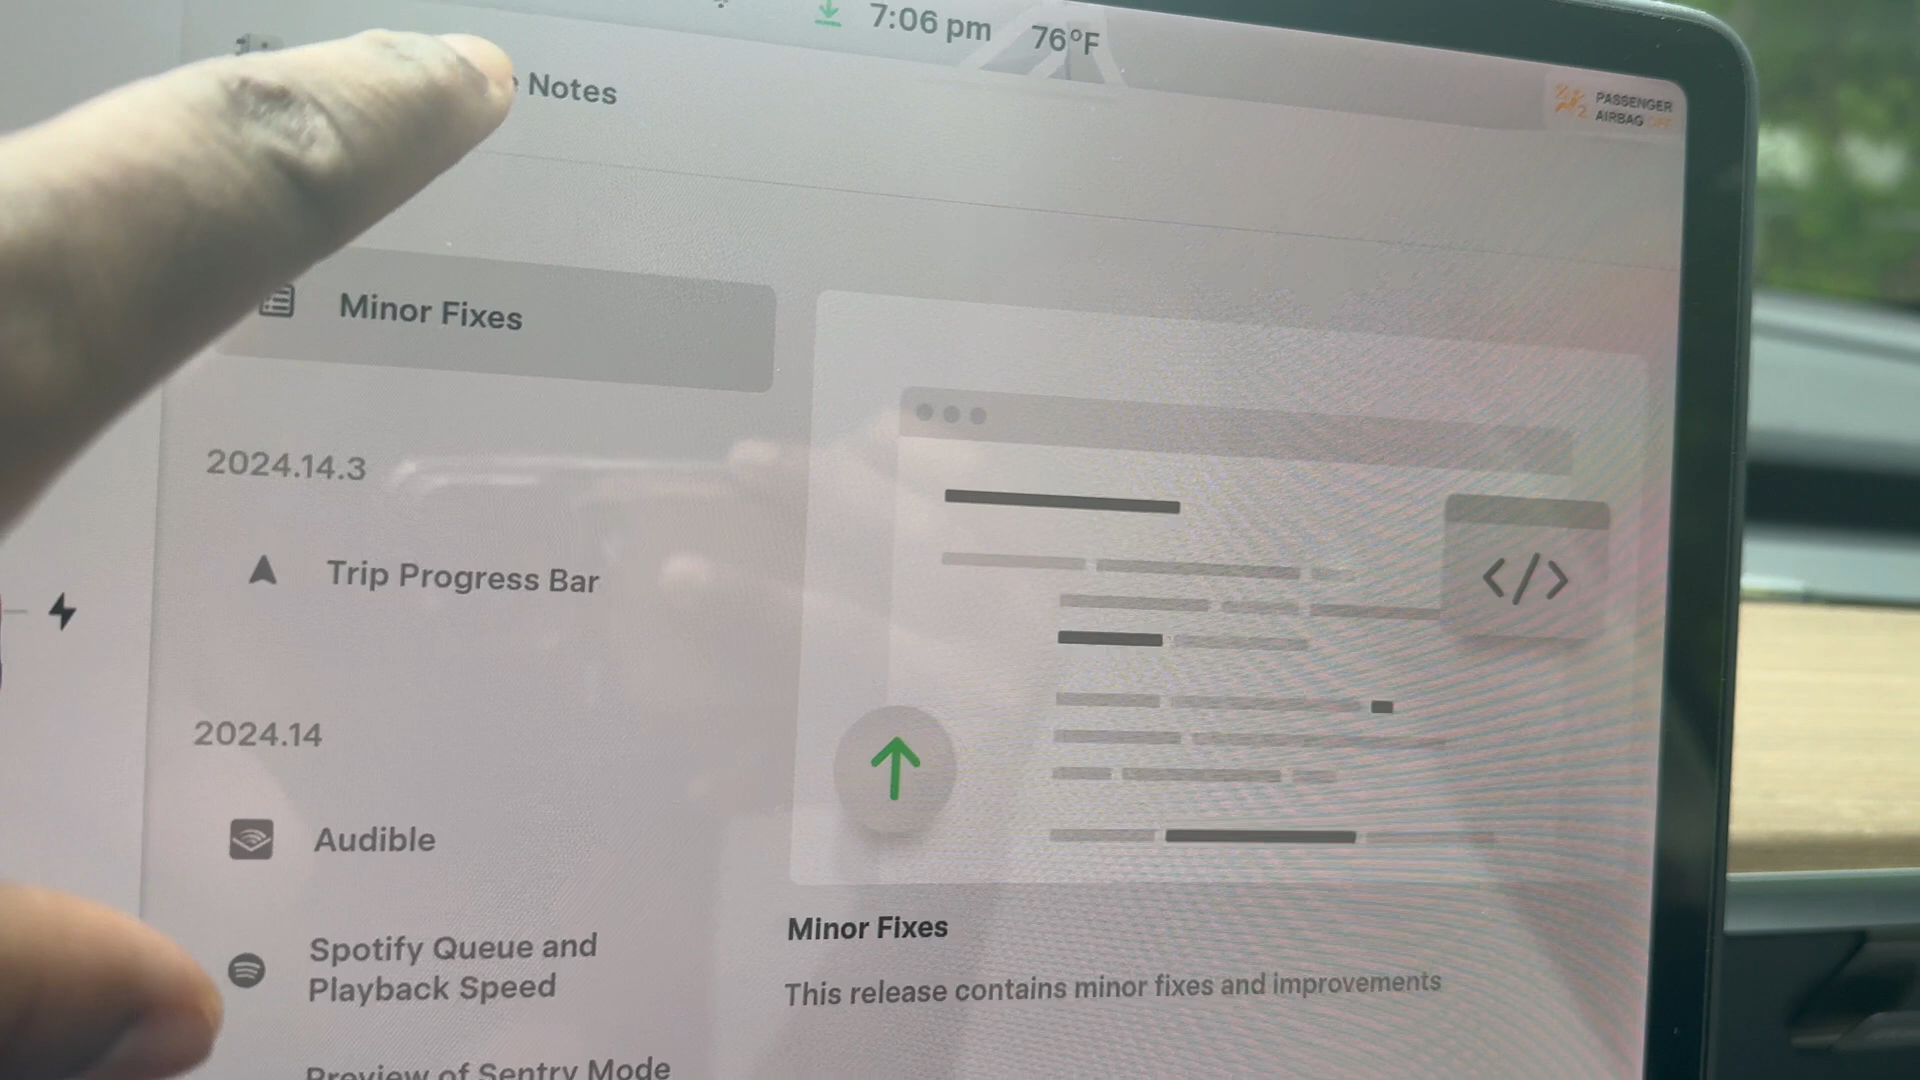 7:06 pm 76°F
Notes
PASSENGER
AIRBAG OFF
Minor Fixes
2024.14.3
Trip Progress Bar
</>
2024.14
Audible
Spotify Queue and
Playback Speed
Preview of Sentry Mode
Minor Fixes
This release contains minor fixes and improvements